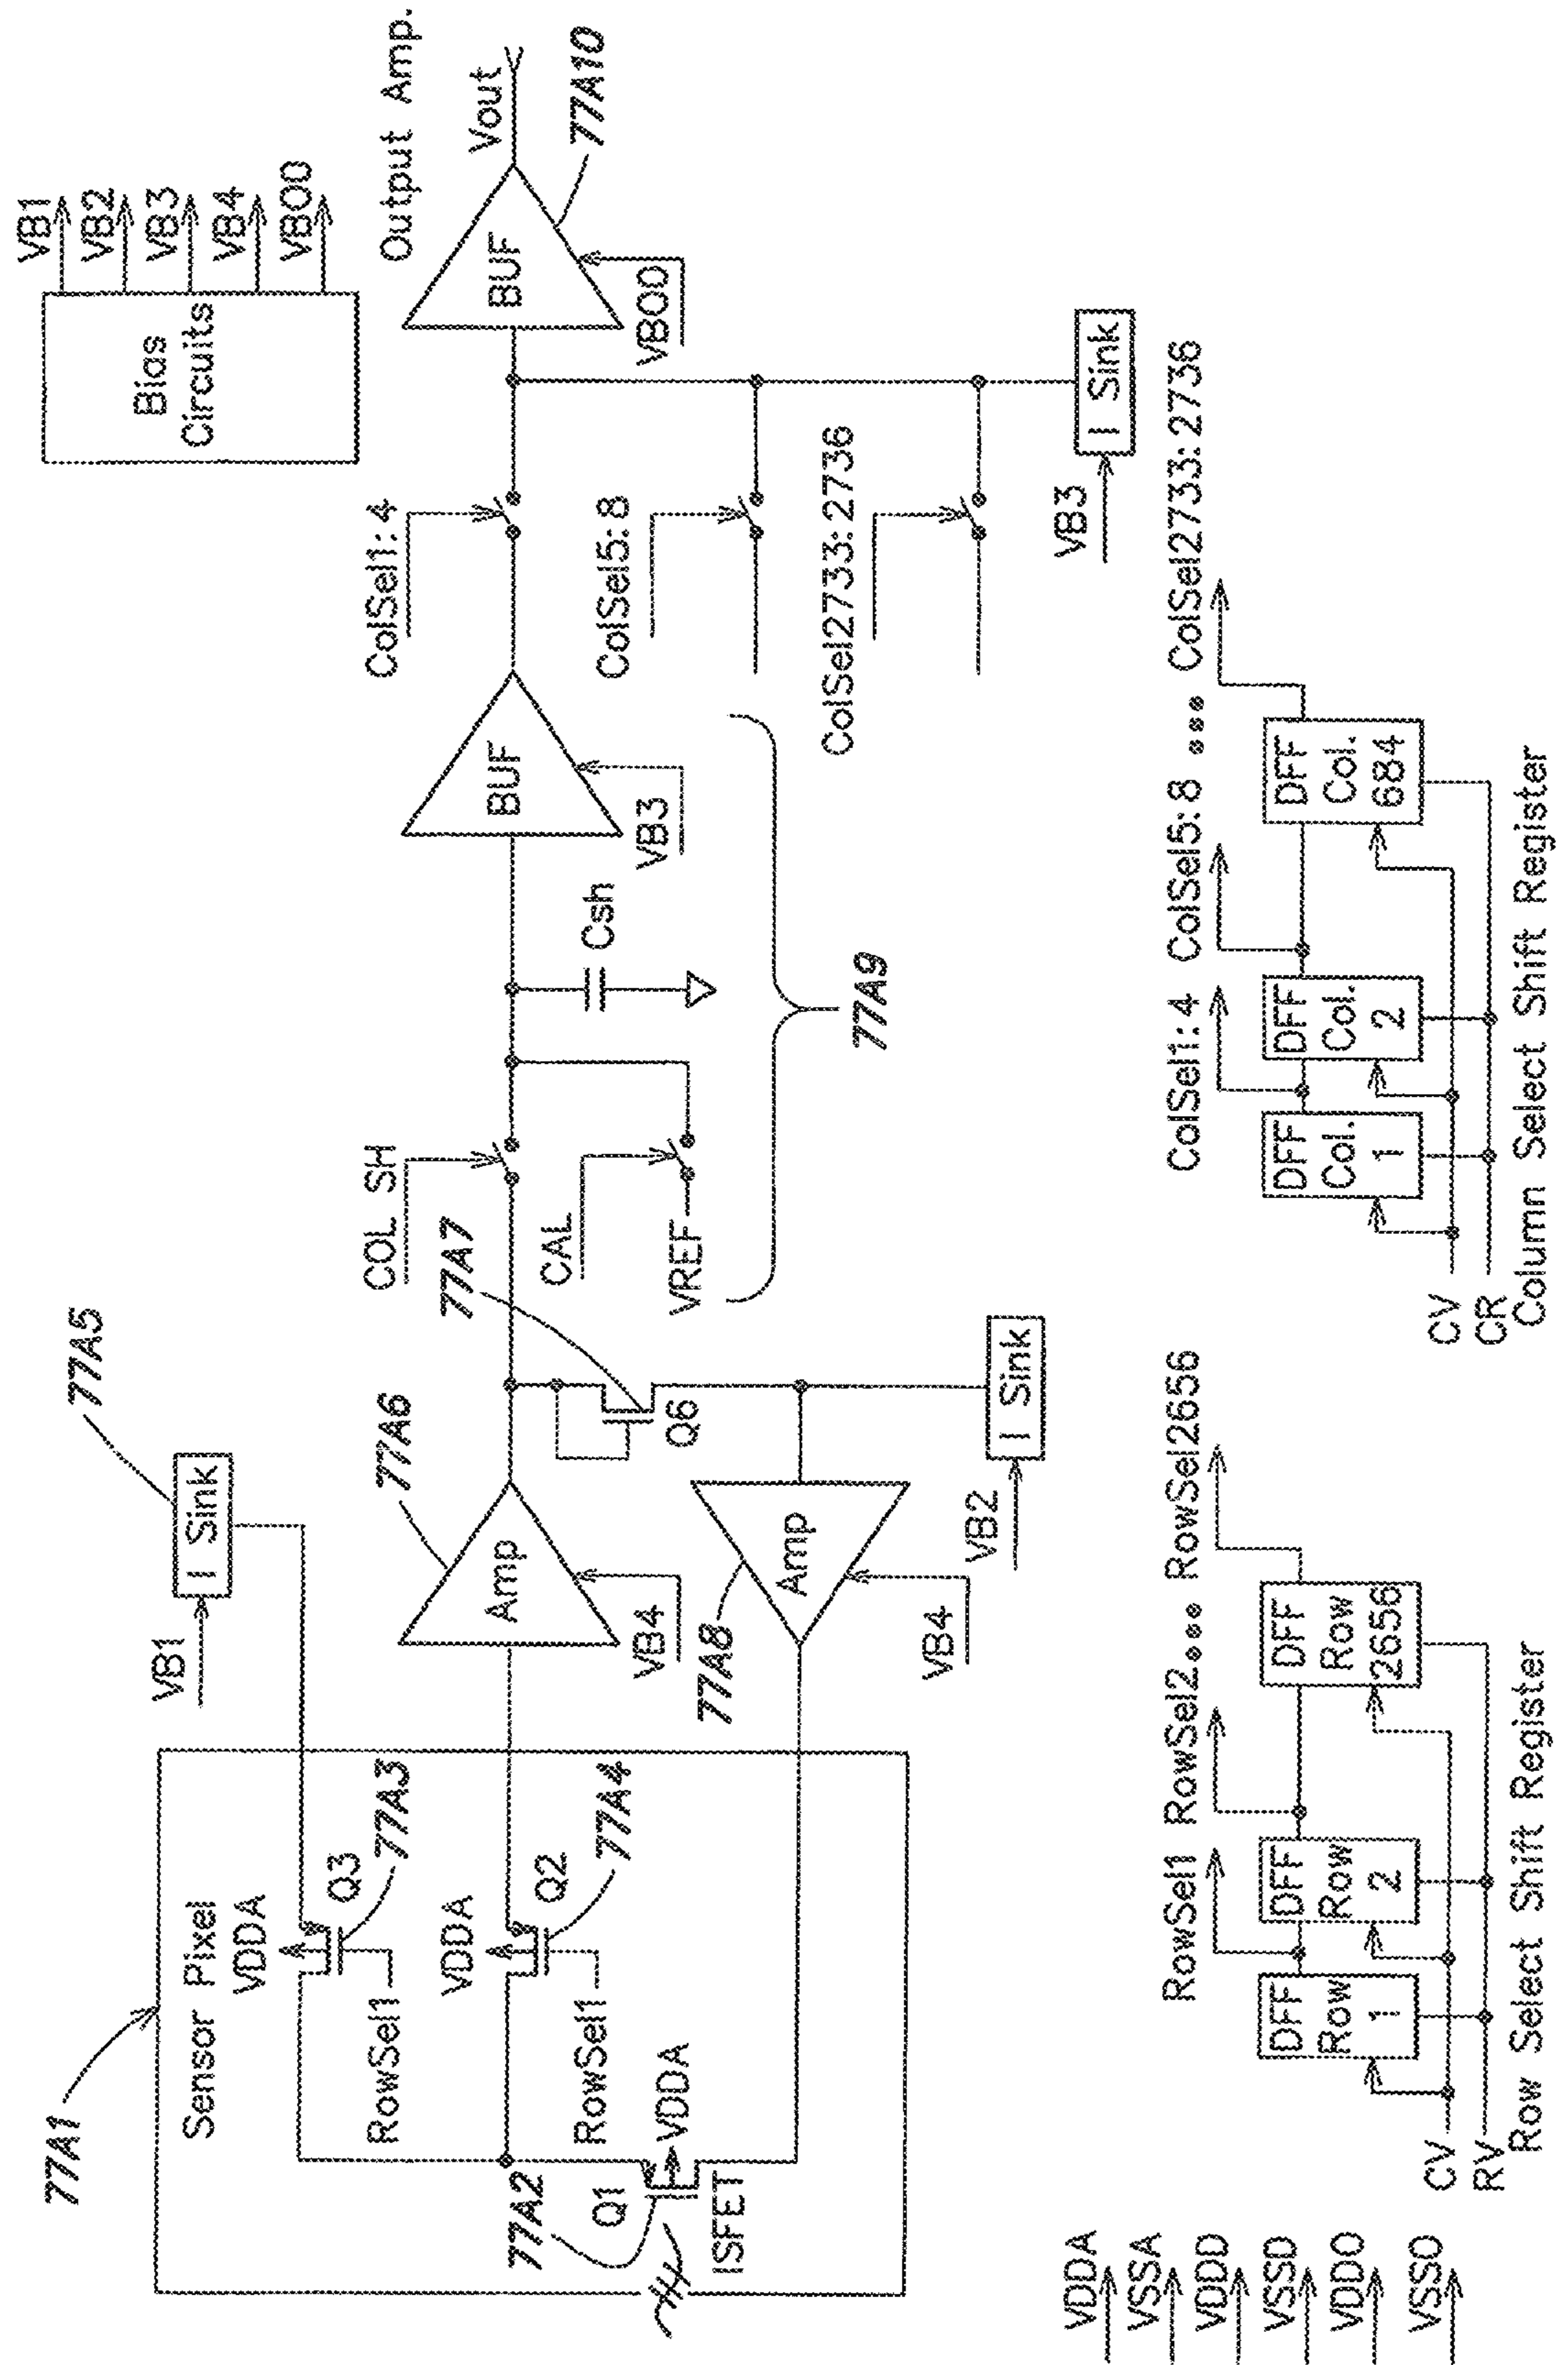 77A1
Sensor Pixel
VDDA
Q3
77A3
RowSel1
VDDA
Q2
77A4
RowSel1
77A2
Q1
VDDA
ISFET
VB1
I Sink
77A5
77A6
Amp
VB4
77A8
Amp
VB4
Q6
77A7
VB2
I Sink
COL SH
CAL
VREF
Csh
BUF
VB3
77A9
ColSel1:4
ColSel5:8
ColSel2733:2736
VB3
I Sink
Bias
Circuits
VB1
VB2
VB3
VB4
VBO0
Output Amp.
BUF
Vout
VBO0
77A10
VDDA
VSSA
VDDD
VSSD
VDDO
VSSO
RowSel1 RowSel2... RowSel2656
DFF
Row
1
DFF
Row
2
DFF
Row
2656
CV
RV
Row Select Shift Register
ColSel1:4 ColSel5:8 ... ColSel2733:2736
DFF
Col.
1
DFF
Col.
2
DFF
Col.
684
CV
CR
Column Select Shift Register